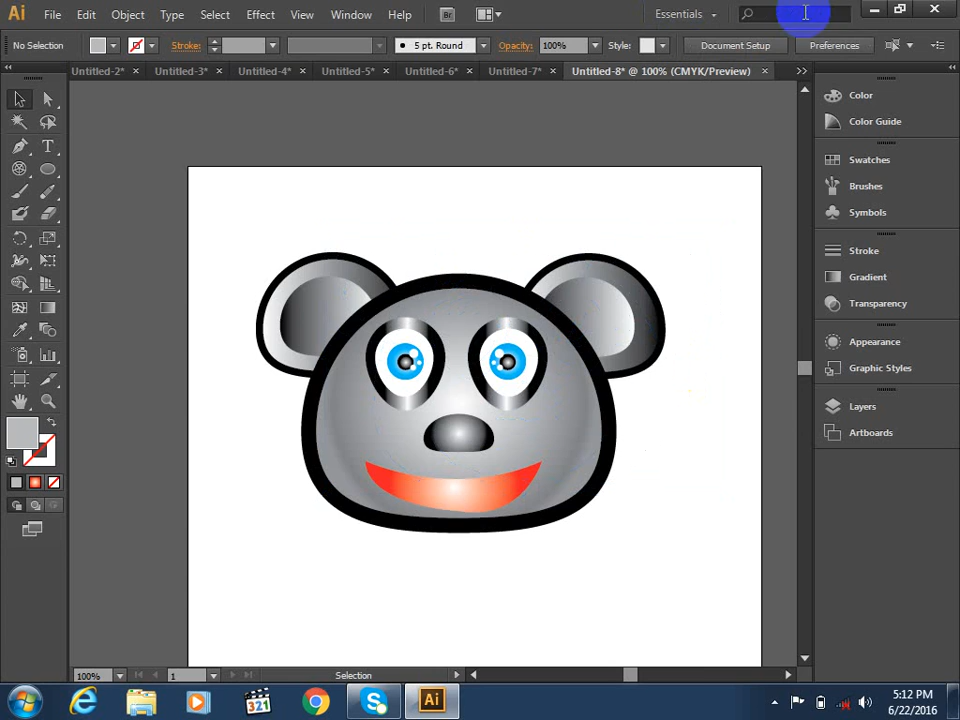 Ai File Edit Object Type Select Effect View Window Help Br Essentials
No Selection Stroke: 5 pt. Round Opacity: 100% Style: Document Setup Preferences
Untitled-2* × Untitled-3* × Untitled-4* × Untitled-5* × Untitled-6* × Untitled-7* × Untitled-8* @ 100% (CMYK/Preview) ×
Color
Color Guide
Swatches
Brushes
Symbols
Stroke
Gradient
Transparency
Appearance
Graphic Styles
Layers
Artboards
T
100% 1 Selection
321 Ai
5:12 PM
6/22/2016